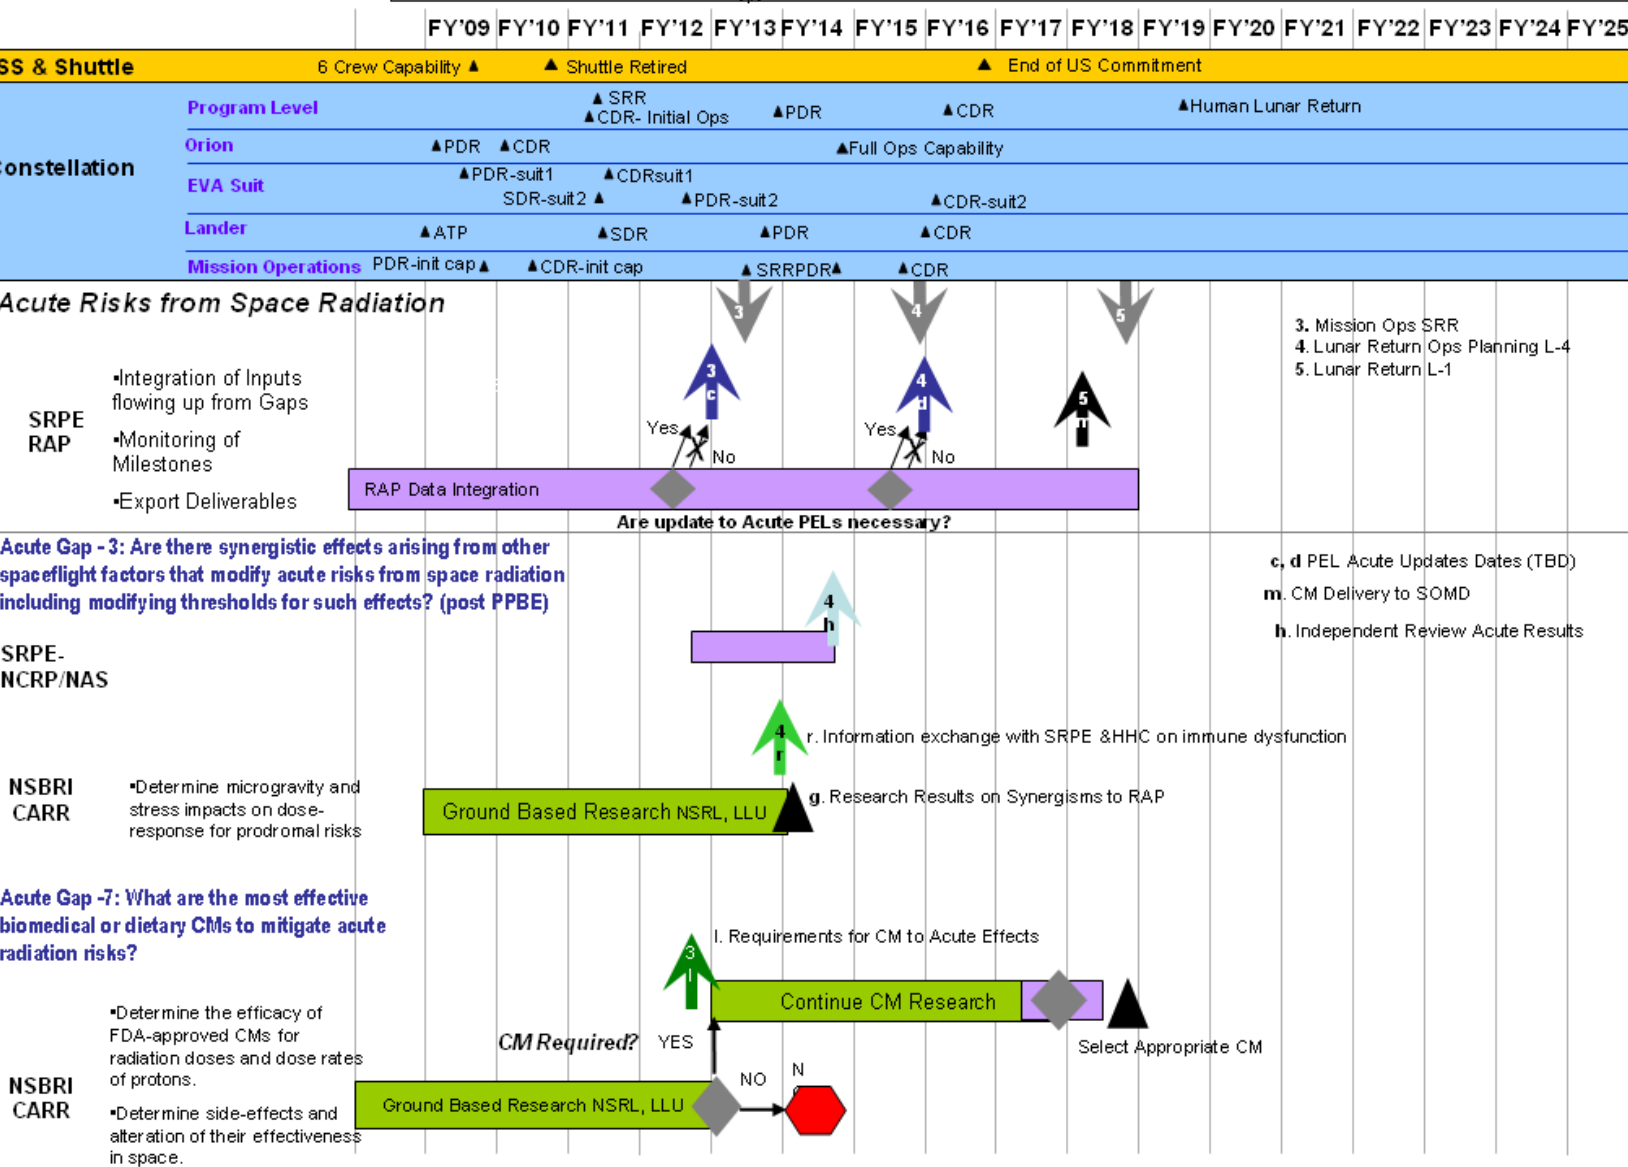 FY'09 FY'10 FY'11 FY'12 FY'13 FY'14 FY'15 FY'16 FY'17 FY'18 FY'19 FY'20 FY'21 FY'22 FY'23 FY'24 FY'25
SS & Shuttle 6 Crew Capability ▲ ▲ Shuttle Retired ▲ End of US Commitment
onstellation
Program Level
▲ SRR
▲CDR- Initial Ops ▲PDR ▲CDR ▲Human Lunar Return
Orion ▲PDR ▲CDR ▲Full Ops Capability
EVA Suit
▲PDR-suit1 ▲CDRsuit1
SDR-suit2 ▲ ▲PDR-suit2 ▲CDR-suit2
Lander ▲ATP ▲SDR ▲PDR ▲CDR
Mission Operations PDR-init cap▲ ▲CDR-init cap ▲ SRRPDR▲ ▲CDR
Acute Risks from Space Radiation
3 4 5
3. Mission Ops SRR
4. Lunar Return Ops Planning L-4
5. Lunar Return L-1
SRPE
RAP
▪Integration of Inputs
flowing up from Gaps
▪Monitoring of
Milestones
▪Export Deliverables
3
c
4
d
5
m
Yes No
Yes No
RAP Data Integration
Are update to Acute PELs necessary?
Acute Gap - 3: Are there synergistic effects arising from other
spaceflight factors that modify acute risks from space radiation
including modifying thresholds for such effects? (post PPBE)
c, d PEL Acute Updates Dates (TBD)
m. CM Delivery to SOMD
h. Independent Review Acute Results
4
h
SRPE-
NCRP/NAS
4
r
r. Information exchange with SRPE &HHC on immune dysfunction
NSBRI
CARR
▪Determine microgravity and
stress impacts on dose-
response for prodromal risks
Ground Based Research NSRL, LLU
g. Research Results on Synergisms to RAP
Acute Gap -7: What are the most effective
biomedical or dietary CMs to mitigate acute
radiation risks?
3
l
l. Requirements for CM to Acute Effects
Continue CM Research
Select Appropriate CM
CM Required? YES
NO
N
NSBRI
CARR
▪Determine the efficacy of
FDA-approved CMs for
radiation doses and dose rates
of protons.
▪Determine side-effects and
alteration of their effectiveness
in space.
Ground Based Research NSRL, LLU